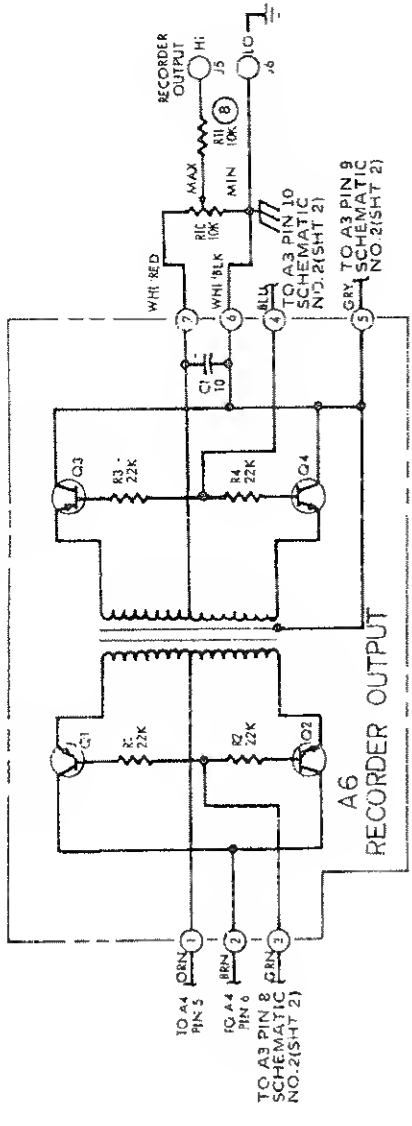 RECORDER
OUTPUT
HI
J5
LO
J6
R11
10K
8
MAX
MIN
R10
10K
WHT/RED
WHT/BLK
BLU
TO A3 PIN 10
SCHEMATIC
NO.2(SHT 2)
GRY
TO A3 PIN 9
SCHEMATIC
NO.2(SHT 2)
7
6
4
5
C1
10
Q3
R3
22K
R4
22K
Q4
Q1
R1
22K
R2
22K
Q2
A6
RECORDER OUTPUT
1
ORN
TO A4
PIN 5
2
BRN
TO A4
PIN 6
3
GRN
TO A3 PIN 8
SCHEMATIC
NO.2(SHT 2)